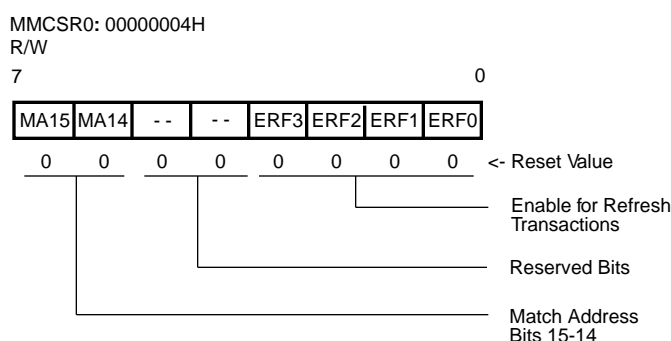 MMCSR0: 00000004H
R/W
7 0
MA15 MA14 -- -- ERF3 ERF2 ERF1 ERF0
0 0 0 0 0 0 0 0 <- Reset Value
Enable for Refresh
Transactions
Reserved Bits
Match Address
Bits 15-14